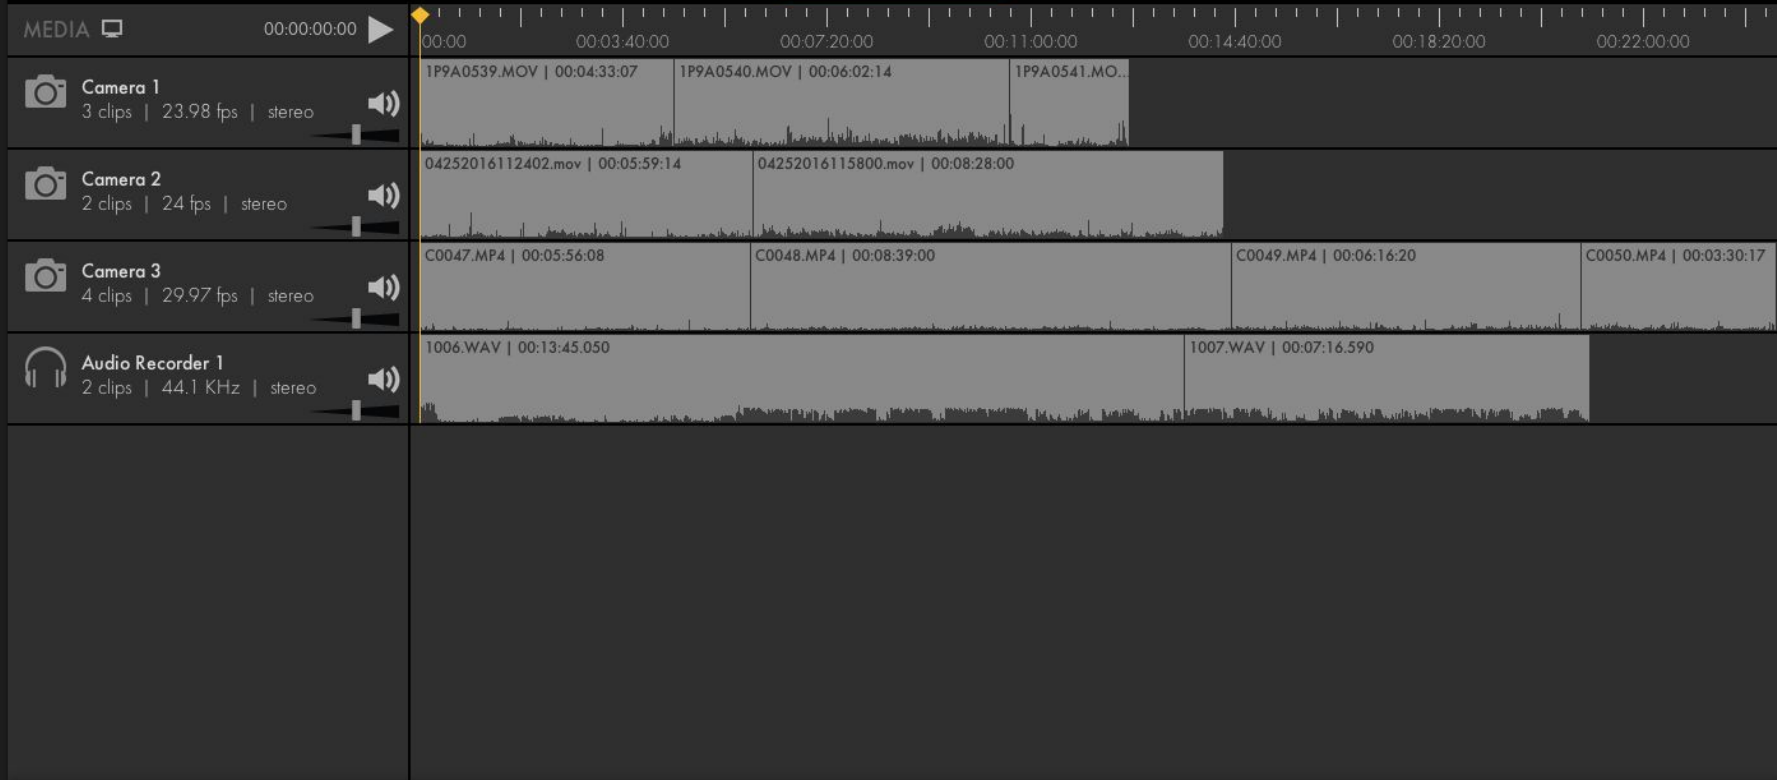 MEDIA 00:00:00:00
00:00 00:03:40:00 00:07:20:00 00:11:00:00 00:14:40:00 00:18:20:00 00:22:00:00
Camera 1
3 clips | 23.98 fps | stereo
1P9A0539.MOV | 00:04:33:07 1P9A0540.MOV | 00:06:02:14 1P9A0541.MO...
Camera 2
2 clips | 24 fps | stereo
04252016112402.mov | 00:05:59:14 04252016115800.mov | 00:08:28:00
Camera 3
4 clips | 29.97 fps | stereo
C0047.MP4 | 00:05:56:08 C0048.MP4 | 00:08:39:00 C0049.MP4 | 00:06:16:20 C0050.MP4 | 00:03:30:17
Audio Recorder 1
2 clips | 44.1 KHz | stereo
1006.WAV | 00:13:45.050 1007.WAV | 00:07:16.590